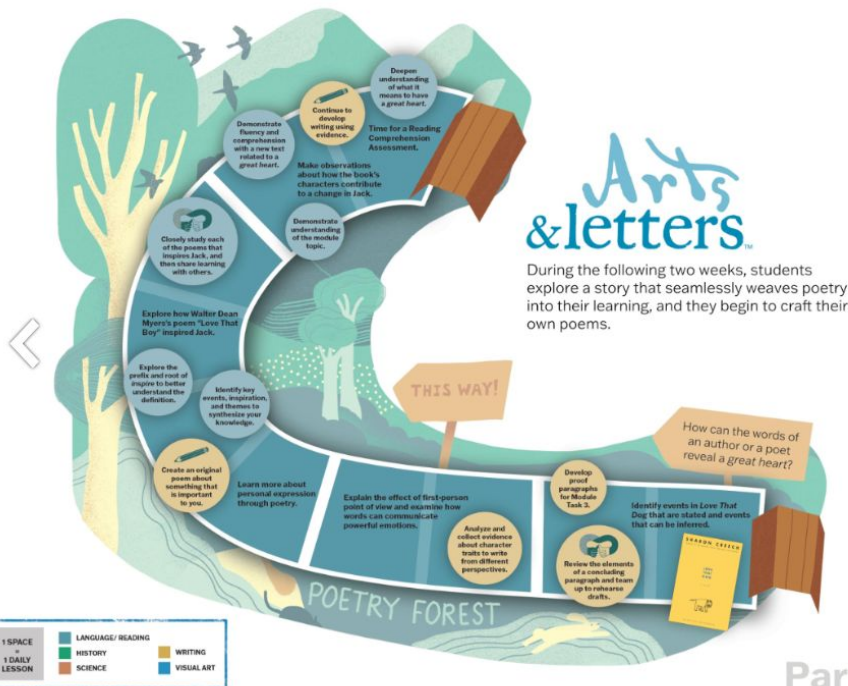 Arts
&letters™
During the following two weeks, students
explore a story that seamlessly weaves poetry
into their learning, and they begin to craft their
own poems.
How can the words of
an author or a poet
reveal a great heart?
Identify events in Love That
Dog that are stated and events
that can be inferred.
SHARON CREECH
LOVE
THAT
DOG
Develop
proof
paragraphs
for Module
Task 3.
Review the elements
of a concluding
paragraph and team
up to rehearse
drafts.
THIS WAY!
Explain the effect of first-person
point of view and examine how
words can communicate
powerful emotions.
Analyze and
collect evidence
about character
traits to write
from different
perspectives.
Learn more about
personal expression
through poetry.
Create an original
poem about
something that
is important
to you.
Identify key
events, inspiration,
and themes to
synthesize your
knowledge.
Explore the
prefix and root of
inspire to better
understand the
definition.
Explore how Walter Dean
Myers's poem "Love That
Boy" inspired Jack.
Closely study each
of the poems that
inspires Jack, and
then share learning
with others.
Demonstrate
understanding
of the module
topic.
Make observations
about how the book's
characters contribute
to a change in Jack.
Demonstrate
fluency and
comprehension
with a new text
related to a
great heart.
Continue to
develop
writing using
evidence.
Time for a Reading
Comprehension
Assessment.
Deepen
understanding
of what it
means to have
a great heart.
POETRY FOREST
1 SPACE
=
1 DAILY
LESSON
LANGUAGE/ READING
HISTORY
SCIENCE
WRITING
VISUAL ART
Par